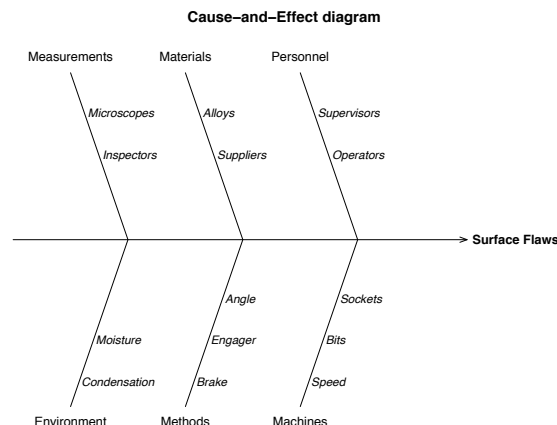 Cause−and−Effect diagram
Measurements
Materials
Personnel
Microscopes
Alloys
Supervisors
Inspectors
Suppliers
Operators
Surface Flaws
Angle
Sockets
Moisture
Engager
Bits
Condensation
Brake
Speed
Environment
Methods
Machines